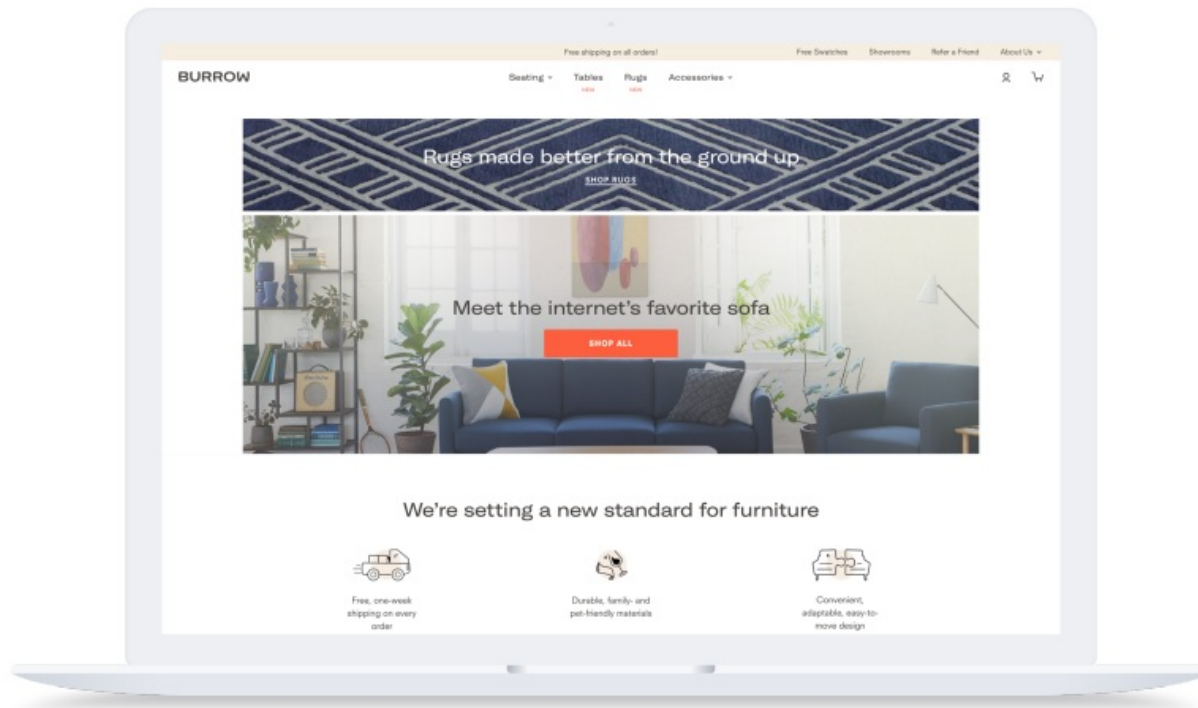 Free shipping on all orders!
Free Swatches Showrooms Refer a Friend About Us
BURROW
Seating Tables Rugs Accessories
NEW NEW
Rugs made better from the ground up
SHOP RUGS
Meet the internet's favorite sofa
SHOP ALL
We're setting a new standard for furniture
Free, one-week
shipping on every
order
Durable, family- and
pet-friendly materials
Convenient,
adaptable, easy-to-
move design